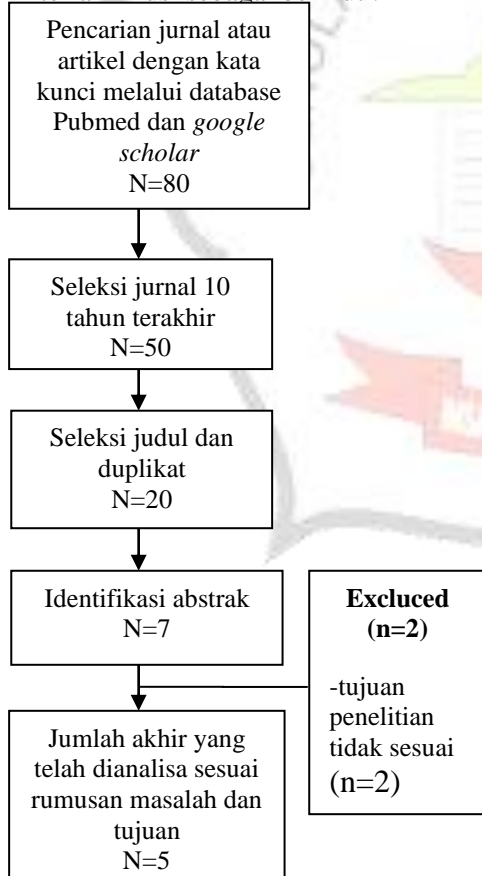 Pencarian jurnal atau
artikel dengan kata
kunci melalui database
Pubmed dan google
scholar
N=80
Seleksi jurnal 10
tahun terakhir
N=50
Seleksi judul dan
duplikat
N=20
Identifikasi abstrak
N=7
Excluced
(n=2)
-tujuan
penelitian
tidak sesuai
(n=2)
Jumlah akhir yang
telah dianalisa sesuai
rumusan masalah dan
tujuan
N=5